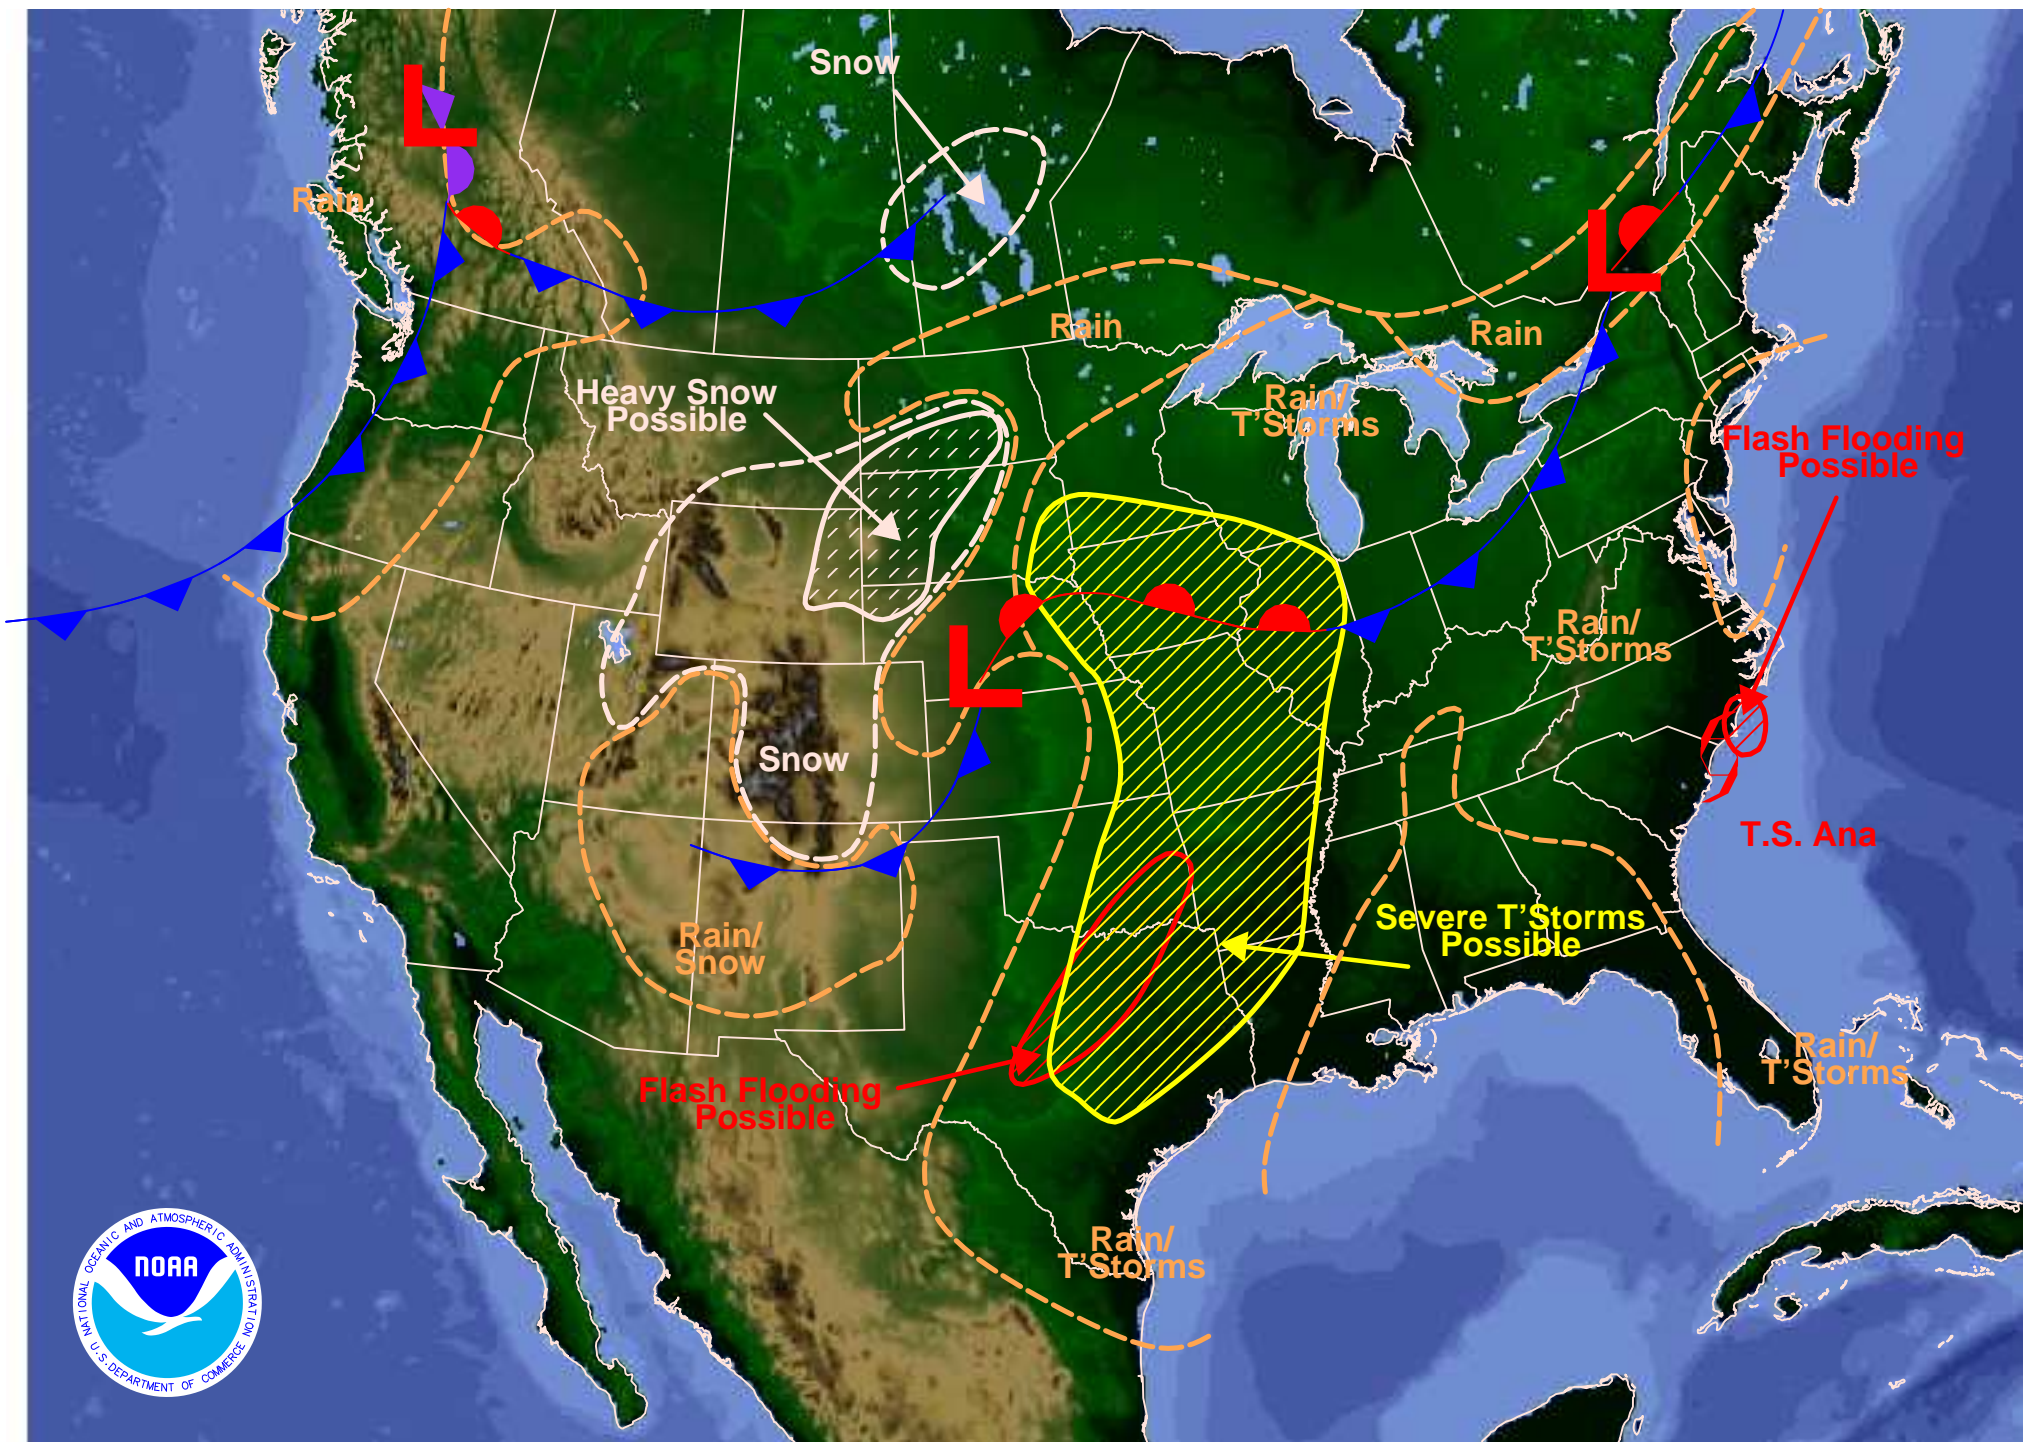 Snow
Rain
Rain
Rain
Heavy Snow
Possible
Rain/
T'Storms
Flash Flooding
Possible
Rain/
T'Storms
Snow
T.S. Ana
Severe T'Storms
Possible
Rain/
Snow
Rain/
T'Storms
Flash Flooding
Possible
Rain/
T'Storms
L
L
L
NATIONAL OCEANIC AND ATMOSPHERIC ADMINISTRATION
NOAA
U.S. DEPARTMENT OF COMMERCE